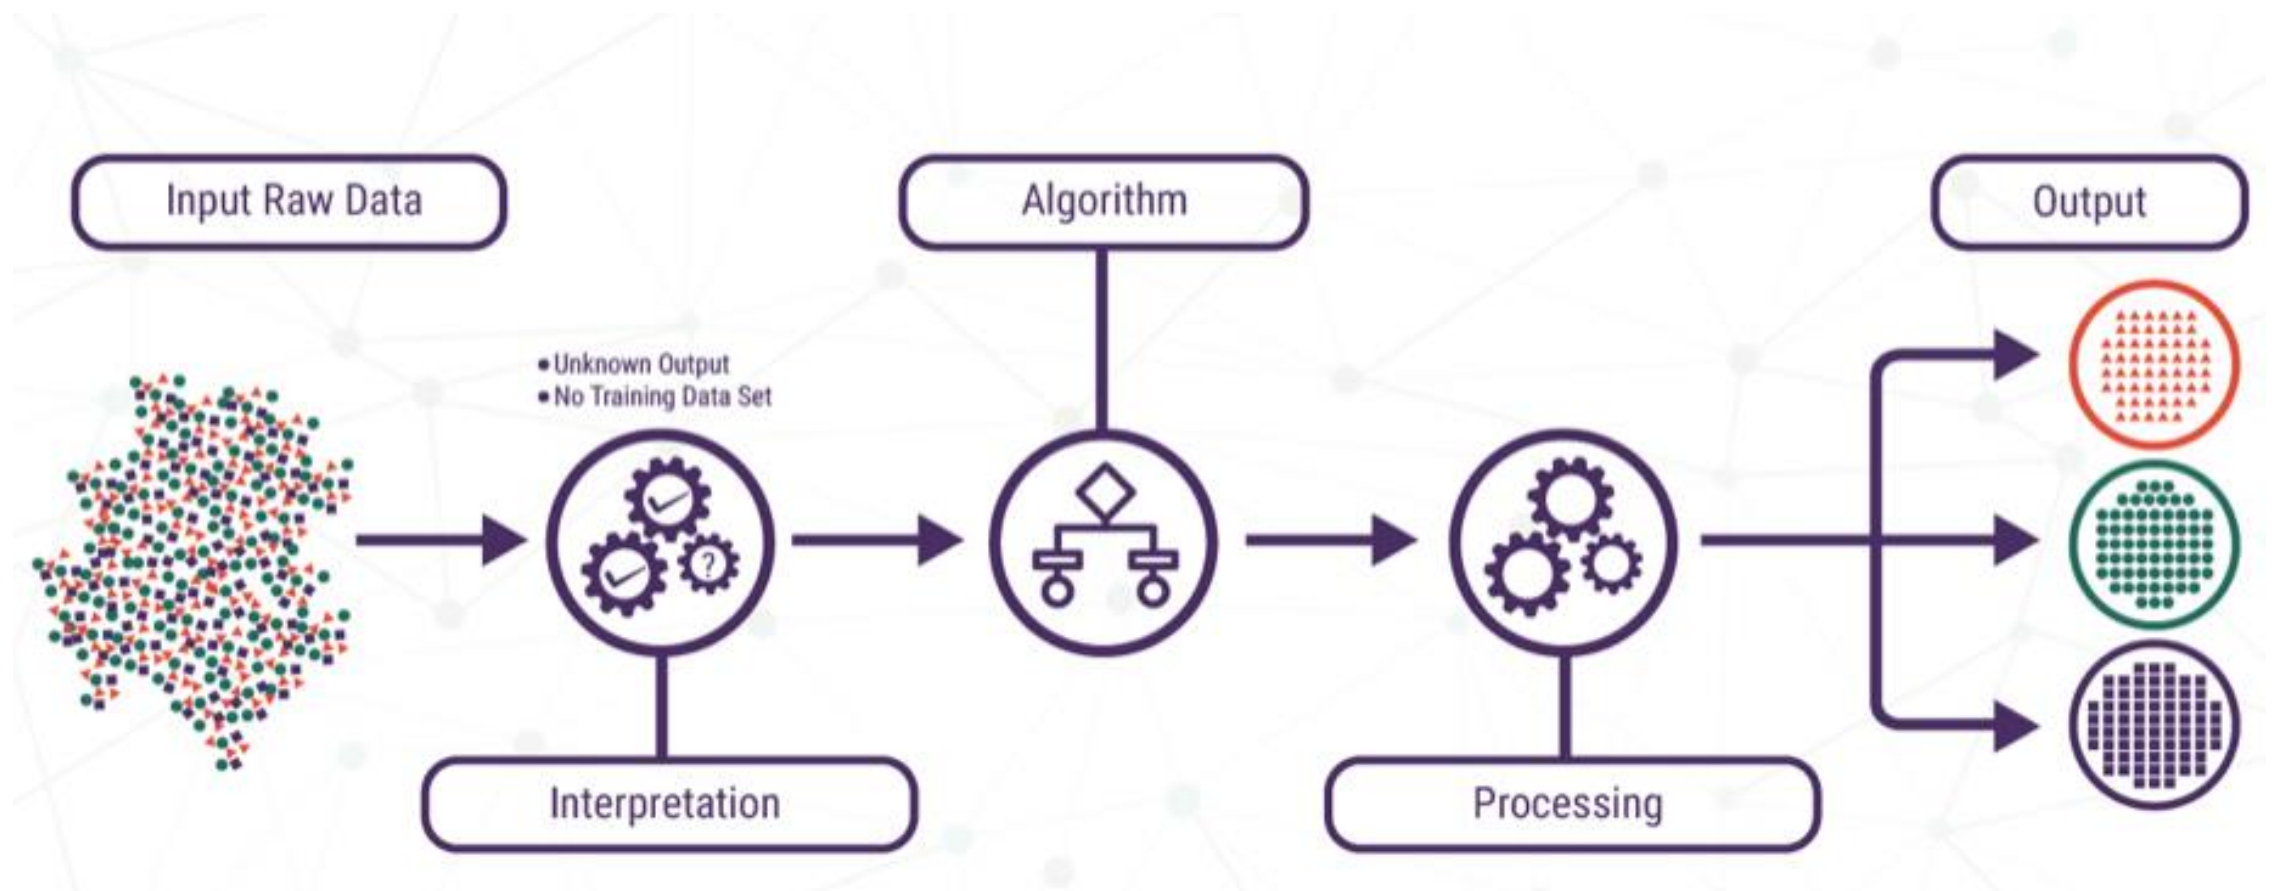 Input Raw Data
Algorithm
Output
• Unknown Output
• No Training Data Set
?
Interpretation
Processing